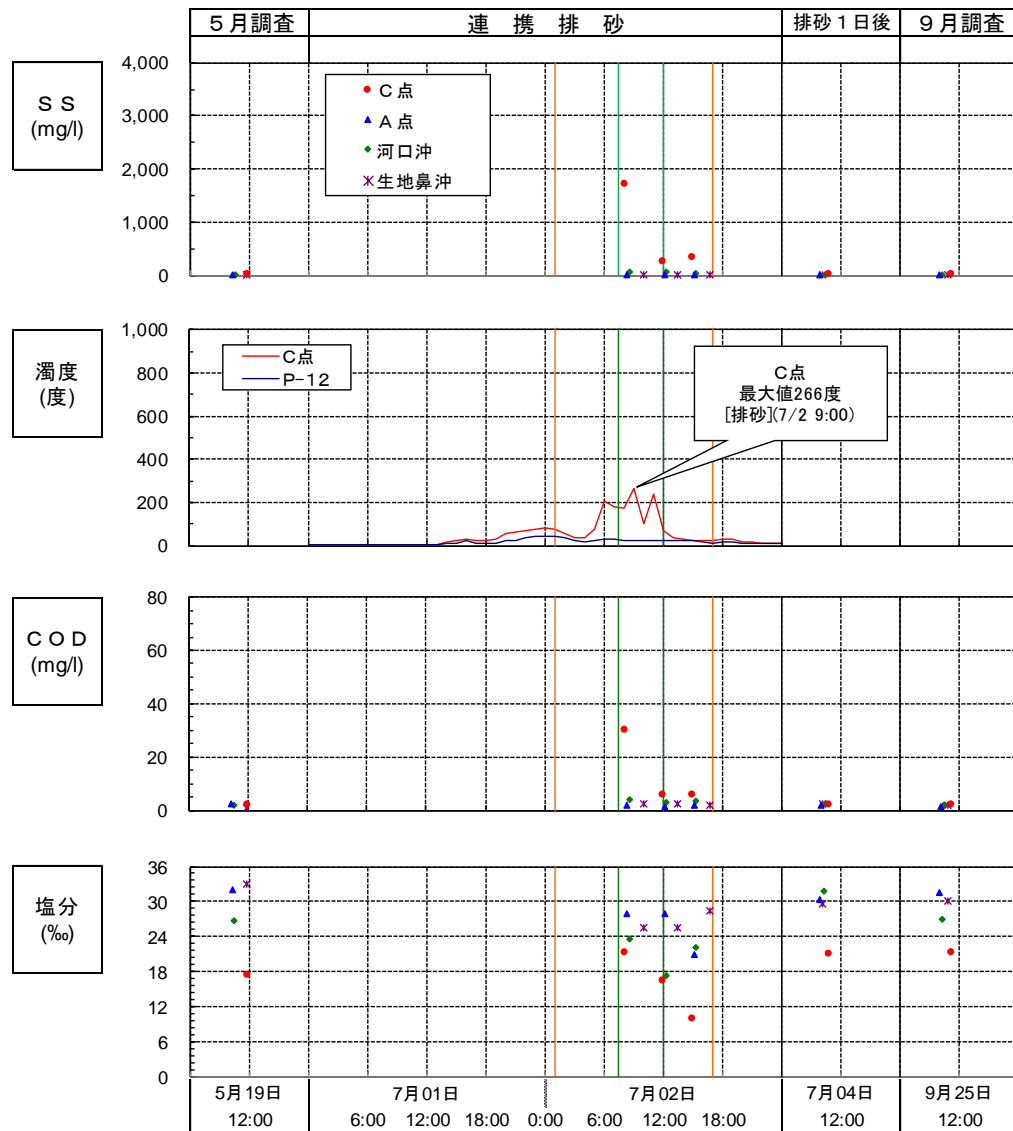 ５月調査 連携排砂 排砂１日後 ９月調査
ＳＳ
(mg/l)
4,000
3,000
2,000
1,000
0
Ｃ点
Ａ点
河口沖
生地鼻沖
濁度
(度)
1,000
800
600
400
200
0
C点
P-12
C点
最大値266度
[排砂](7/2 9:00)
ＣＯＤ
(mg/l)
80
60
40
20
0
塩分
(‰)
36
30
24
18
12
6
0
5月19日 7月01日 7月02日 7月04日 9月25日
12:00 6:00 12:00 18:00 0:00 6:00 12:00 18:00 12:00 12:00